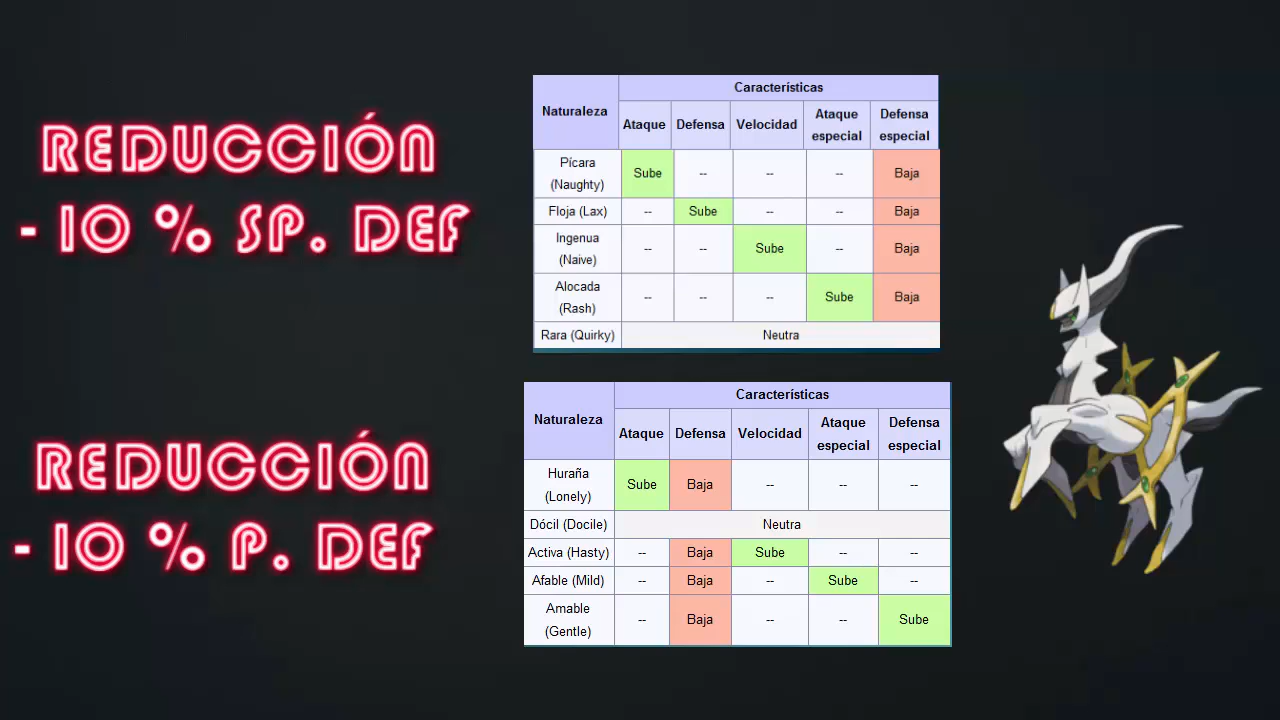 REDUCCIÓN
- 10 % SP. DEF
Características
Naturaleza
Ataque Defensa Velocidad Ataque especial Defensa especial
Pícara (Naughty) Sube -- -- -- Baja
Floja (Lax) -- Sube -- -- Baja
Ingenua (Naive) -- -- Sube -- Baja
Alocada (Rash) -- -- -- Sube Baja
Rara (Quirky) Neutra
REDUCCIÓN
- 10 % P. DEF
Características
Naturaleza
Ataque Defensa Velocidad Ataque especial Defensa especial
Huraña (Lonely) Sube Baja -- -- --
Dócil (Docile) Neutra
Activa (Hasty) -- Baja Sube -- --
Afable (Mild) -- Baja -- Sube --
Amable (Gentle) -- Baja -- -- Sube